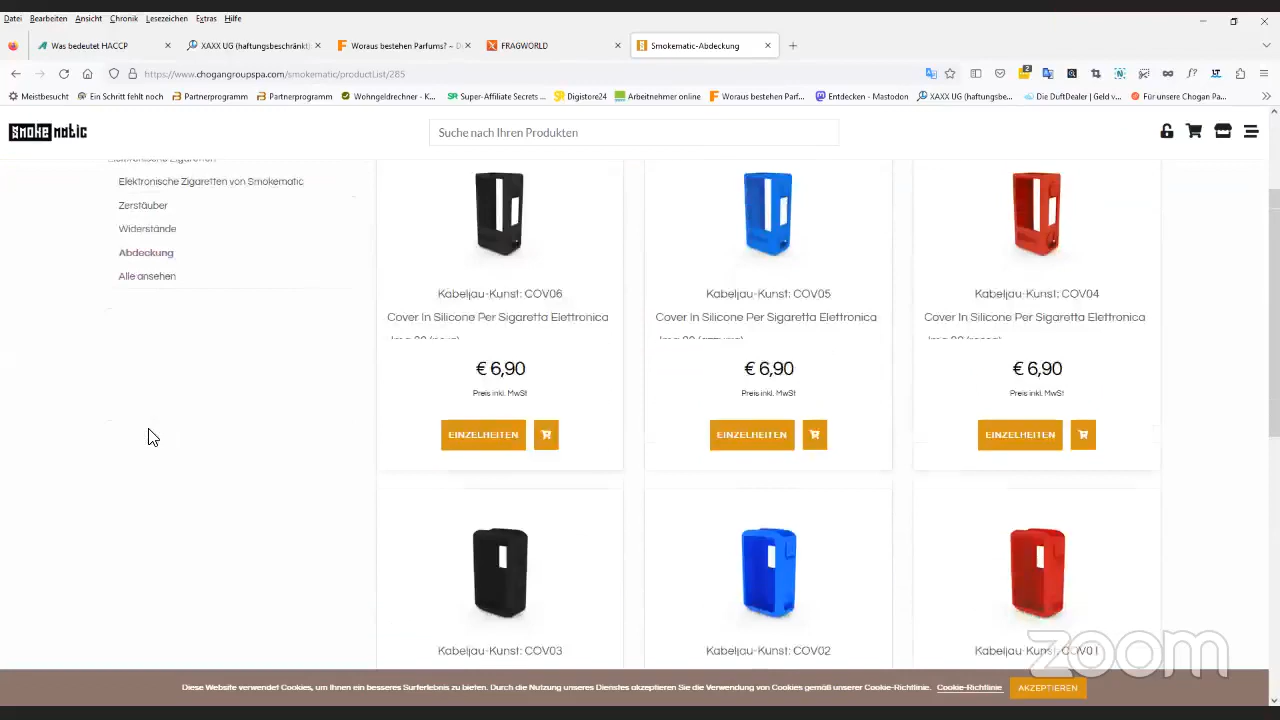 Datei Bearbeiten Ansicht Chronik Lesezeichen Extras Hilfe
Was bedeutet HACCP
XAXX UG (haftungsbeschränkt)
Woraus bestehen Parfums? – D
FRAGWORLD
Smokematic-Abdeckung
https://www.chogangroupspa.com/smokematic/productList/285
2
Meistbesucht
Ein Schritt fehlt noch
Partnerprogramm
Partnerprogramm
Wohngeldrechner - K...
Super-Affiliate Secrets ...
Digistore24
Arbeitnehmer online
Woraus bestehen Parf...
Entdecken - Mastodon
XAXX UG (haftungsbe...
Die DuftDealer | Geld v...
Für unsere Chogan Pa...
smokematic
Suche nach Ihren Produkten
Elektronische Zigaretten von Smokematic
Zerstäuber
Widerstände
Abdeckung
Alle ansehen
Kabeljau-Kunst: COV06
Cover In Silicone Per Sigaretta Elettronica
€ 6,90
Preis inkl. MwSt
EINZELHEITEN
Kabeljau-Kunst: COV05
Cover In Silicone Per Sigaretta Elettronica
€ 6,90
Preis inkl. MwSt
EINZELHEITEN
Kabeljau-Kunst: COV04
Cover In Silicone Per Sigaretta Elettronica
€ 6,90
Preis inkl. MwSt
EINZELHEITEN
Kabeljau-Kunst: COV03
Kabeljau-Kunst: COV02
Kabeljau-Kunst: COV01
zoom
Diese Website verwendet Cookies, um Ihnen ein besseres Surferlebnis zu bieten. Durch die Nutzung unseres Dienstes akzeptieren Sie die Verwendung von Cookies gemäß unserer Cookie-Richtlinie. Cookie-Richtlinie
AKZEPTIEREN